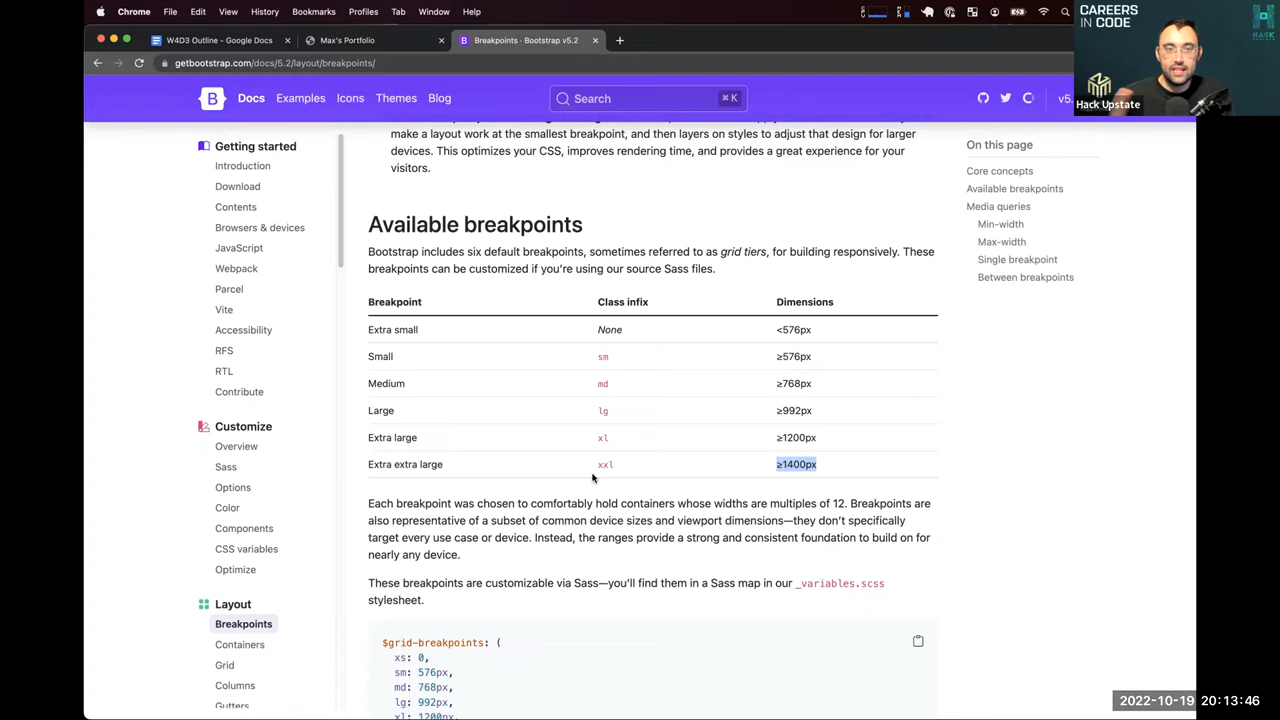 Chrome File Edit View History Bookmarks Profiles Tab Window Help
W4D3 Outline - Google Docs
Max's Portfolio
Breakpoints · Bootstrap v5.2
getbootstrap.com/docs/5.2/layout/breakpoints/
CAREERS
IN CODE
HACK
UPSTATE
Hack Upstate
B Docs Examples Icons Themes Blog
Search
⌘ K
v5.
Getting started
Introduction
Download
Contents
Browsers & devices
JavaScript
Webpack
Parcel
Vite
Accessibility
RFS
RTL
Contribute
Customize
Overview
Sass
Options
Color
Components
CSS variables
Optimize
Layout
Breakpoints
Containers
Grid
Columns
Gutters
make a layout work at the smallest breakpoint, and then layers on styles to adjust that design for larger
devices. This optimizes your CSS, improves rendering time, and provides a great experience for your
visitors.
Available breakpoints
Bootstrap includes six default breakpoints, sometimes referred to as grid tiers, for building responsively. These
breakpoints can be customized if you're using our source Sass files.
Breakpoint Class infix Dimensions
Extra small None <576px
Small sm ≥576px
Medium md ≥768px
Large lg ≥992px
Extra large xl ≥1200px
Extra extra large xxl ≥1400px
Each breakpoint was chosen to comfortably hold containers whose widths are multiples of 12. Breakpoints are
also representative of a subset of common device sizes and viewport dimensions—they don't specifically
target every use case or device. Instead, the ranges provide a strong and consistent foundation to build on for
nearly any device.
These breakpoints are customizable via Sass—you'll find them in a Sass map in our _variables.scss
stylesheet.
$grid-breakpoints: (
xs: 0,
sm: 576px,
md: 768px,
lg: 992px,
xl: 1200px,
On this page
Core concepts
Available breakpoints
Media queries
Min-width
Max-width
Single breakpoint
Between breakpoints
2022-10-19 20:13:46